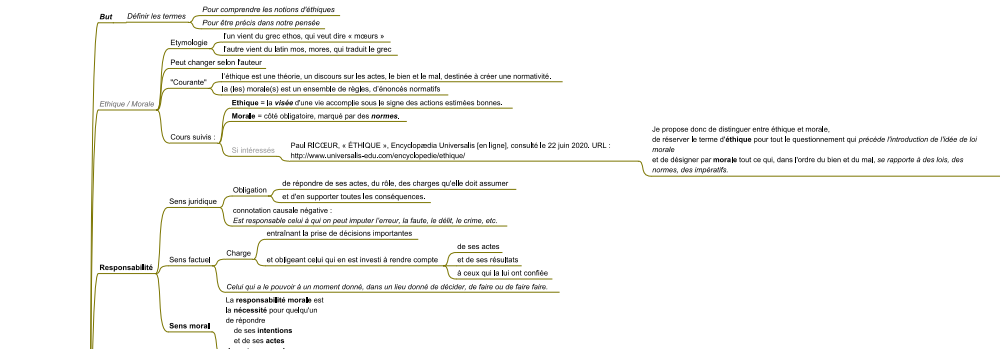 But
Définir les termes
Pour comprendre les notions d'éthiques
Pour être précis dans notre pensée
Ethique / Morale
Etymologie
l'un vient du grec ethos, qui veut dire « mœurs »
l'autre vient du latin mos, mores, qui traduit le grec
Peut changer selon l'auteur
"Courante"
l'éthique est une théorie, un discours sur les actes, le bien et le mal, destinée à créer une normativité.
la (les) morale(s) est un ensemble de règles, d'énoncés normatifs
Cours suivis :
Ethique = la visée d'une vie accomplie sous le signe des actions estimées bonnes.
Morale = côté obligatoire, marqué par des normes.
Si intéressés
Paul RICŒUR, « ÉTHIQUE », Encyclopædia Universalis [en ligne], consulté le 22 juin 2020. URL :
http://www.universalis-edu.com/encyclopedie/ethique/
Je propose donc de distinguer entre éthique et morale,
de réserver le terme d'éthique pour tout le questionnement qui précède l'introduction de l'idée de loi
morale
et de désigner par morale tout ce qui, dans l'ordre du bien et du mal, se rapporte à des lois, des
normes, des impératifs.
Responsabilité
Sens juridique
Obligation
de répondre de ses actes, du rôle, des charges qu'elle doit assumer
et d'en supporter toutes les conséquences.
connotation causale négative :
Est responsable celui à qui on peut imputer l'erreur, la faute, le délit, le crime, etc.
Sens factuel
Charge
entraînant la prise de décisions importantes
et obligeant celui qui en est investi à rendre compte
de ses actes
et de ses résultats
à ceux qui la lui ont confiée
Celui qui a le pouvoir à un moment donné, dans un lieu donné de décider, de faire ou de faire faire.
Sens moral
La responsabilité morale est
la nécessité pour quelqu'un
de répondre
de ses intentions
et de ses actes